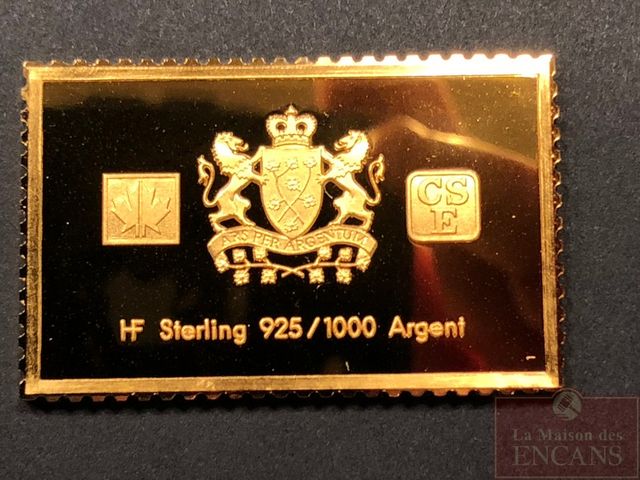 CS
E
ARS PER ARGENTUM
HF Sterling 925/1000 Argent
La Maison des
ENCANS